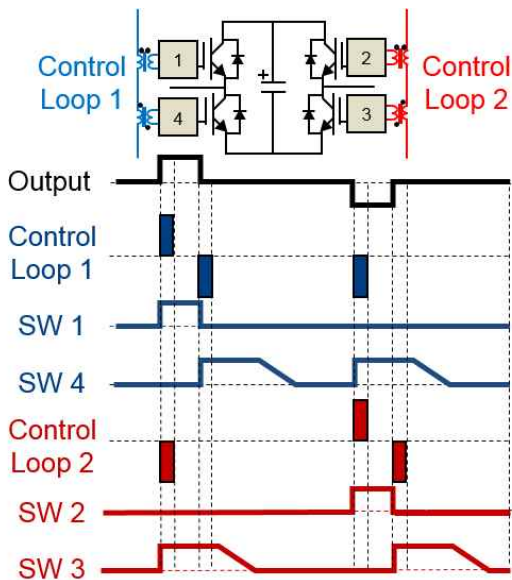 Control
Loop 1
1
4
+
2
3
Control
Loop 2
Output
Control
Loop 1
SW 1
SW 4
Control
Loop 2
SW 2
SW 3